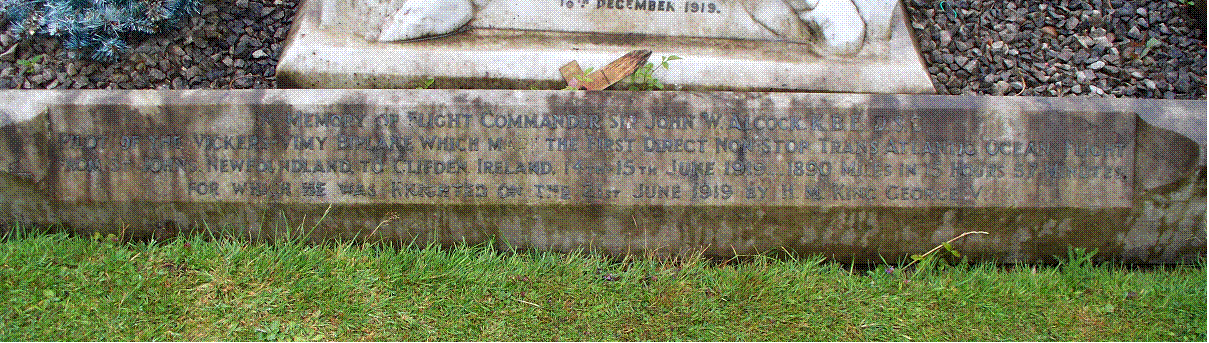 18TH DECEMBER 1919.
IN MEMORY OF FLIGHT COMMANDER SIR JOHN W. ALCOCK. K.B.E. D.S.C.
PILOT OF THE VICKERS VIMY BIPLANE WHICH MADE THE FIRST DIRECT NON STOP TRANS ATLANTIC OCEAN FLIGHT
FROM ST. JOHNS NEWFOUNDLAND, TO CLIFDEN, IRELAND, 14TH-15TH JUNE 1919... 1890 MILES IN 15 HOURS 57 MINUTES.
FOR WHICH HE WAS KNIGHTED ON THE 21ST JUNE 1919 BY H.M. KING GEORGE V.